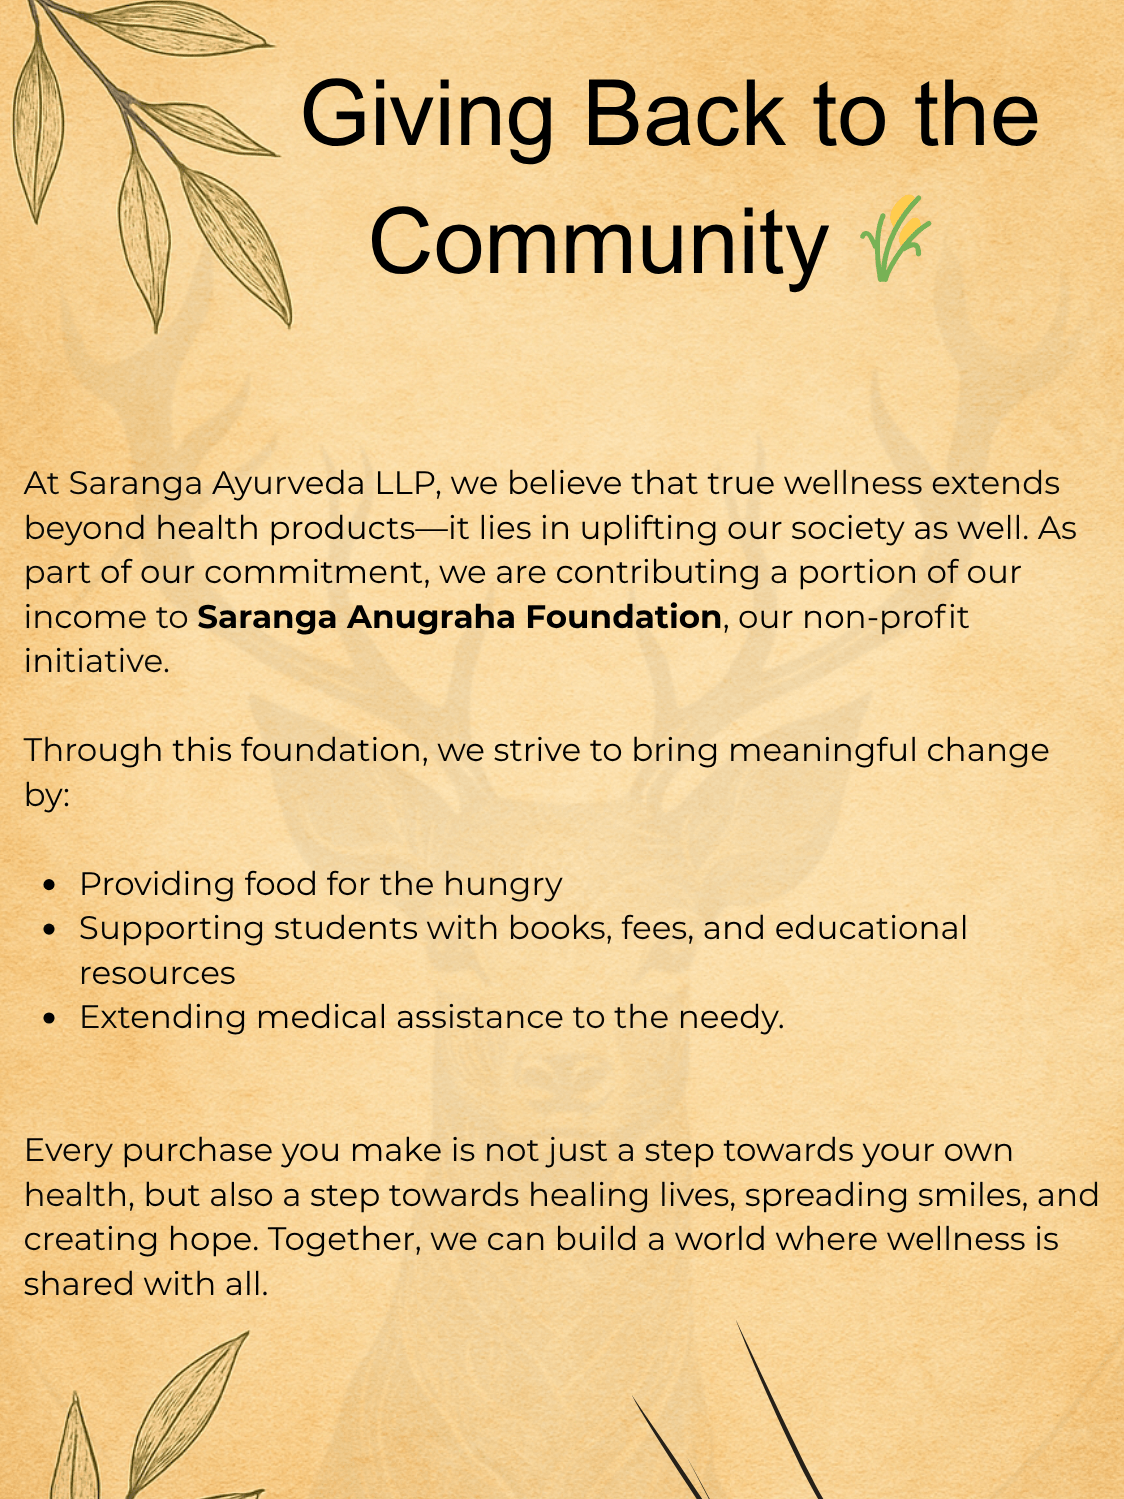 Giving Back to the
Community 🌾
At Saranga Ayurveda LLP, we believe that true wellness extends
beyond health products—it lies in uplifting our society as well. As
part of our commitment, we are contributing a portion of our
income to Saranga Anugraha Foundation, our non-profit
initiative.
Through this foundation, we strive to bring meaningful change
by:
• Providing food for the hungry
• Supporting students with books, fees, and educational
resources
• Extending medical assistance to the needy.
Every purchase you make is not just a step towards your own
health, but also a step towards healing lives, spreading smiles, and
creating hope. Together, we can build a world where wellness is
shared with all.